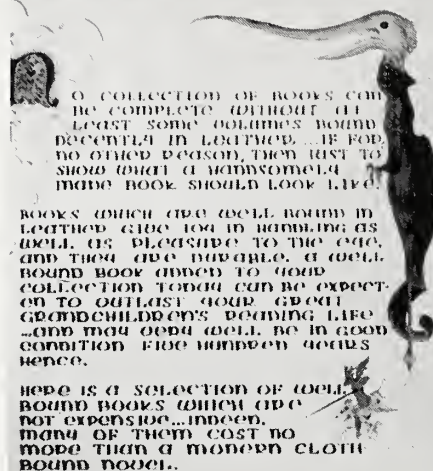 NO COLLECTION OF BOOKS CAN
BE COMPLETE WITHOUT AT
LEAST SOME VOLUMES BOUND
DECENTLY IN LEATHER ... IF FOR
NO OTHER REASON, THEN JUST TO
SHOW WHAT A HANDSOMELY
MADE BOOK SHOULD LOOK LIKE.
BOOKS WHICH ARE WELL BOUND IN
LEATHER GIVE JOY IN HANDLING AS
WELL AS PLEASURE TO THE EYE,
AND THEY ARE DURABLE. A WELL
BOUND BOOK ADDED TO YOUR
COLLECTION TODAY CAN BE EXPECT-
ED TO OUTLAST YOUR GREAT
GRANDCHILDREN'S READING LIFE
...AND MAY VERY WELL BE IN GOOD
CONDITION FIVE HUNDRED YEARS
HENCE.
HERE IS A SELECTION OF WELL
BOUND BOOKS WHICH ARE
NOT EXPENSIVE...INDEED,
MANY OF THEM COST NO
MORE THAN A MODERN CLOTH
BOUND NOVEL.